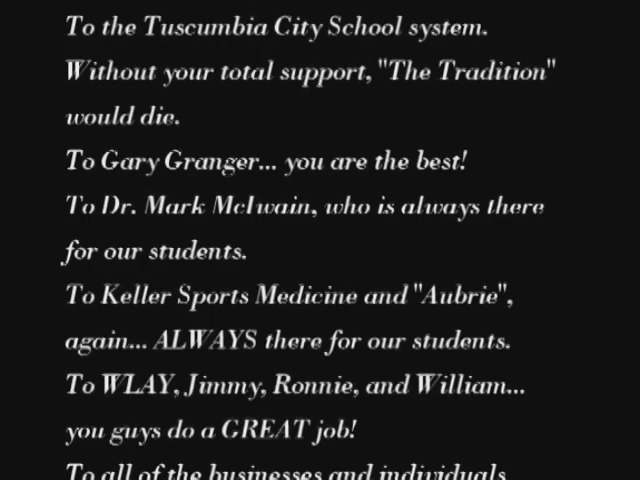 To the Tuscumbia City School system.
Without your total support, "The Tradition"
would die.
To Gary Granger... you are the best!
To Dr. Mark McIwain, who is always there
for our students.
To Keller Sports Medicine and "Aubrie",
again... ALWAYS there for our students.
To WLAY, Jimmy, Ronnie, and William...
you guys do a GREAT job!
To all of the businesses and individuals